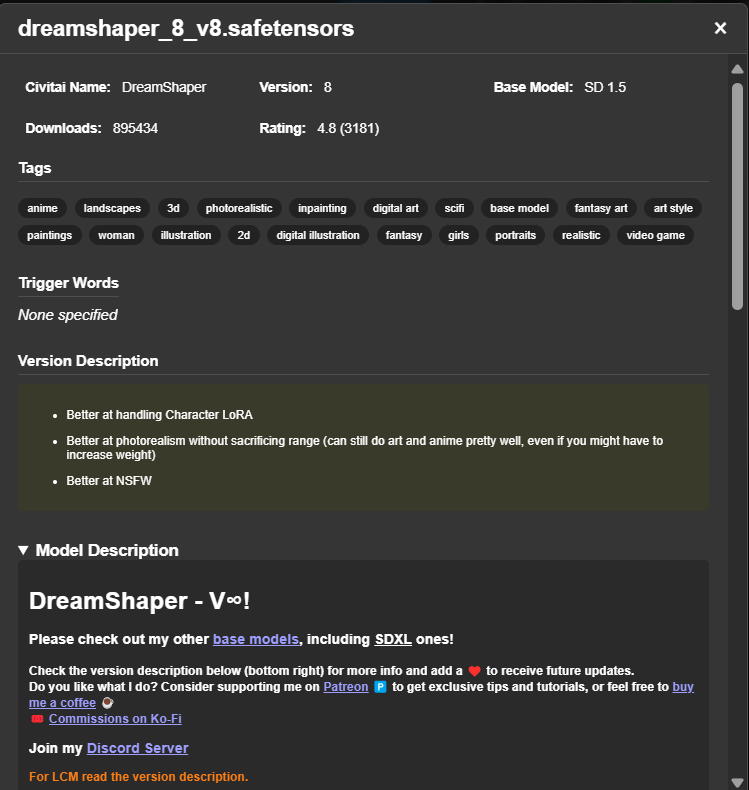 dreamshaper_8_v8.safetensors ×
Civitai Name: DreamShaper Version: 8 Base Model: SD 1.5
Downloads: 895434 Rating: 4.8 (3181)
Tags
anime landscapes 3d photorealistic inpainting digital art scifi base model fantasy art art style
paintings woman illustration 2d digital illustration fantasy girls portraits realistic video game
Trigger Words
None specified
Version Description
• Better at handling Character LoRA
• Better at photorealism without sacrificing range (can still do art and anime pretty well, even if you might have to
increase weight)
• Better at NSFW
▼ Model Description
DreamShaper - V∞!
Please check out my other base models, including SDXL ones!
Check the version description below (bottom right) for more info and add a ❤️ to receive future updates.
Do you like what I do? Consider supporting me on Patreon 🅿️ to get exclusive tips and tutorials, or feel free to buy
me a coffee ☕
🎟️ Commissions on Ko-Fi
Join my Discord Server
For LCM read the version description.